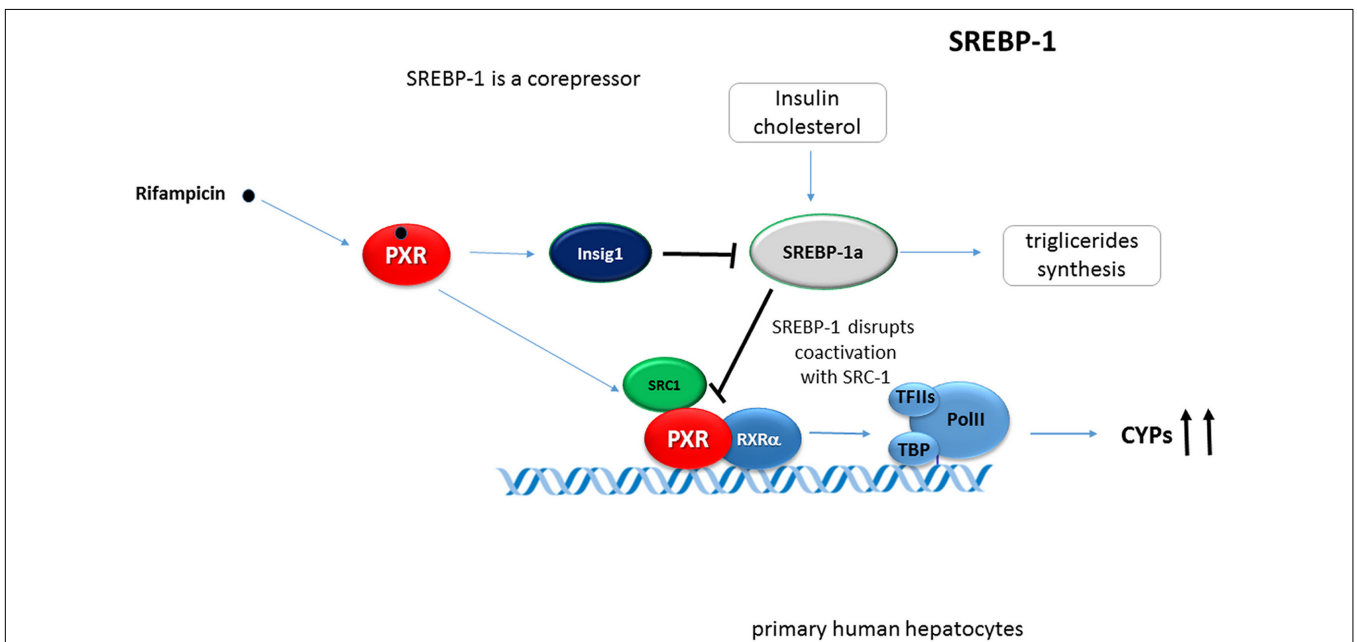 SREBP-1
SREBP-1 is a corepressor
Insulin
cholesterol
Rifampicin
PXR
Insig1
SREBP-1a
triglicerides
synthesis
SREBP-1 disrupts
coactivation
with SRC-1
SRC1
PXR
RXRα
TFIIs
PolII
TBP
CYPs
primary human hepatocytes